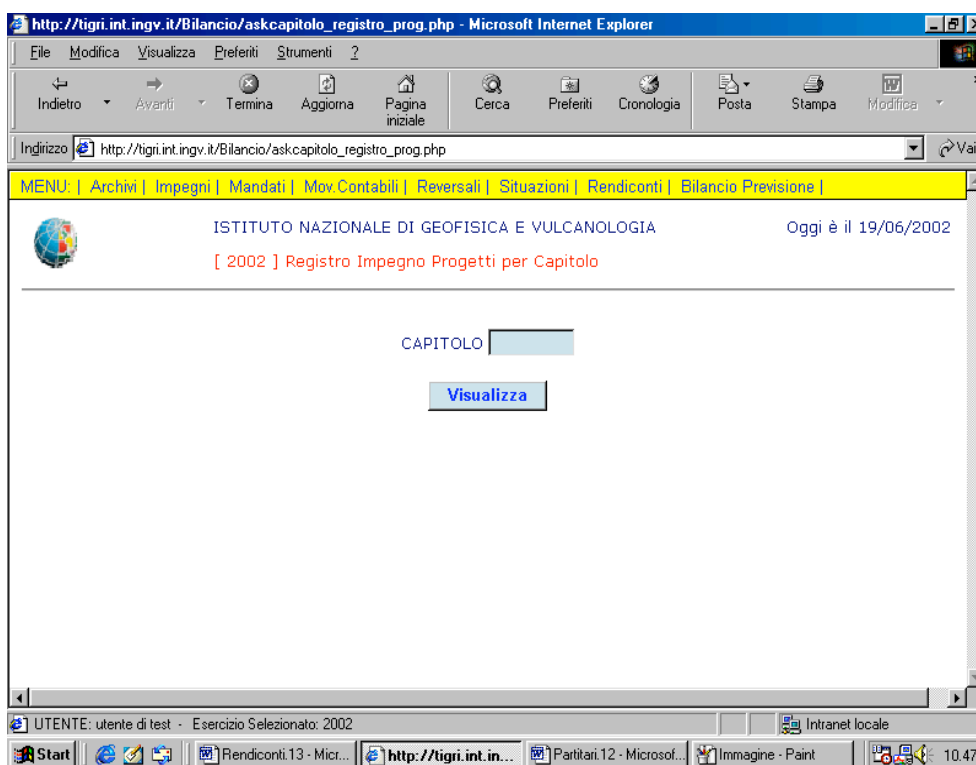 http://tigri.int.ingv.it/Bilancio/askcapitolo_registro_prog.php - Microsoft Internet Explorer
File Modifica Visualizza Preferiti Strumenti ?
Indietro Avanti Termina Aggiorna Pagina iniziale Cerca Preferiti Cronologia Posta Stampa Modifica
Indirizzo http://tigri.int.ingv.it/Bilancio/askcapitolo_registro_prog.php Vai
MENU: | Archivi | Impegni | Mandati | Mov.Contabili | Reversali | Situazioni | Rendiconti | Bilancio Previsione |
ISTITUTO NAZIONALE DI GEOFISICA E VULCANOLOGIA Oggi è il 19/06/2002
[ 2002 ] Registro Impegno Progetti per Capitolo
CAPITOLO
Visualizza
UTENTE: utente di test - Esercizio Selezionato: 2002 Intranet locale
Start Rendiconti.13 - Micr... http://tigri.int.in... Partitari.12 - Microsof... Immagine - Paint 10.47